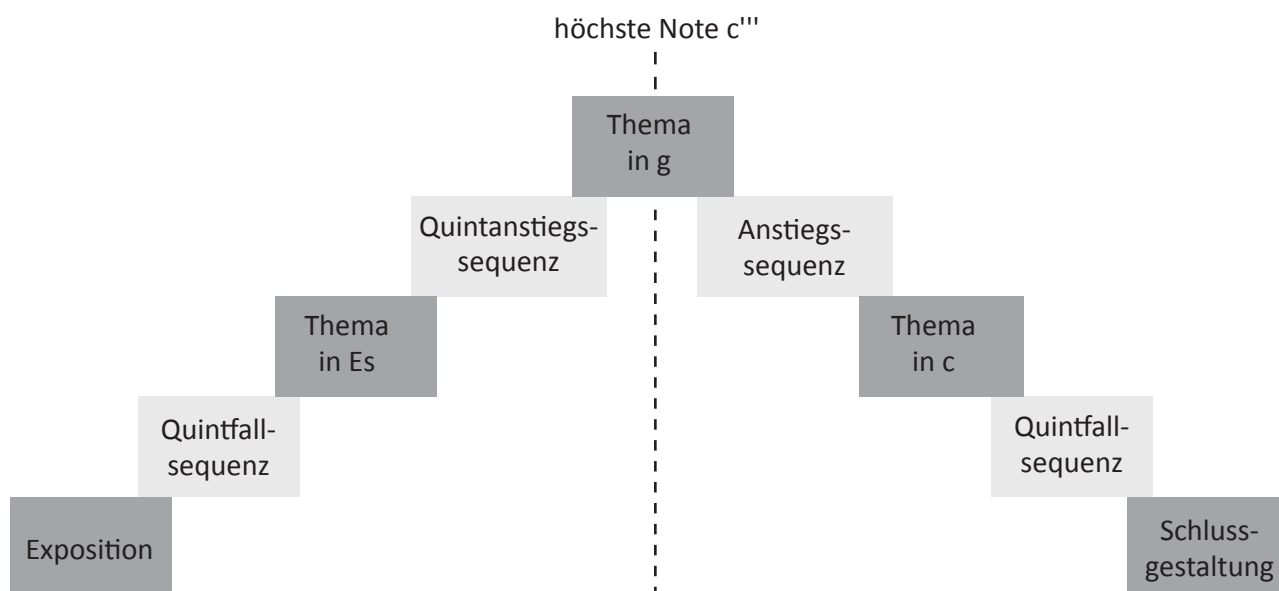 höchste Note c'''
Thema
in g
Quintanstiegs-
sequenz
Anstiegs-
sequenz
Thema
in Es
Thema
in c
Quintfall-
sequenz
Quintfall-
sequenz
Exposition
Schluss-
gestaltung